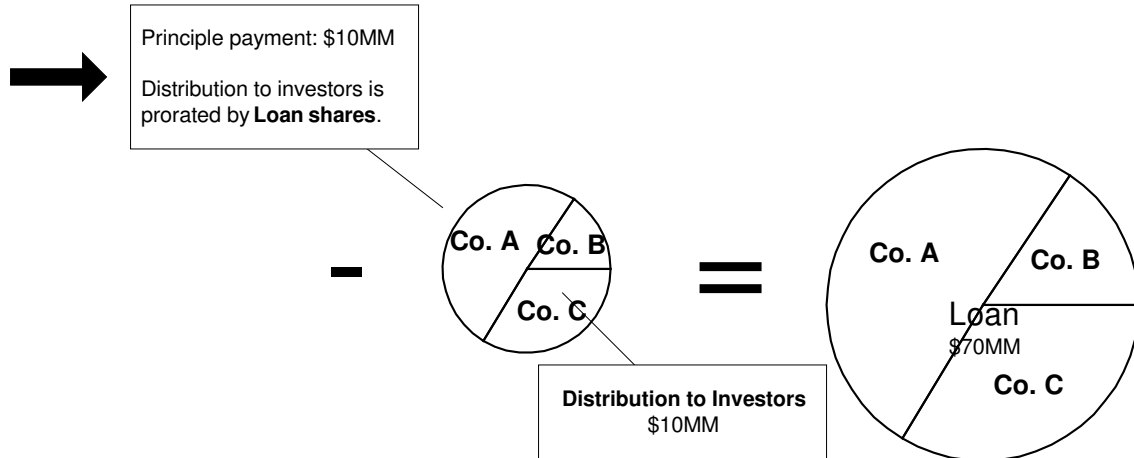 Principle payment: $10MM
Distribution to investors is
prorated by Loan shares.
Co. A
Co. B
Co. C
Distribution to Investors
$10MM
Co. A
Co. B
Loan
$70MM
Co. C